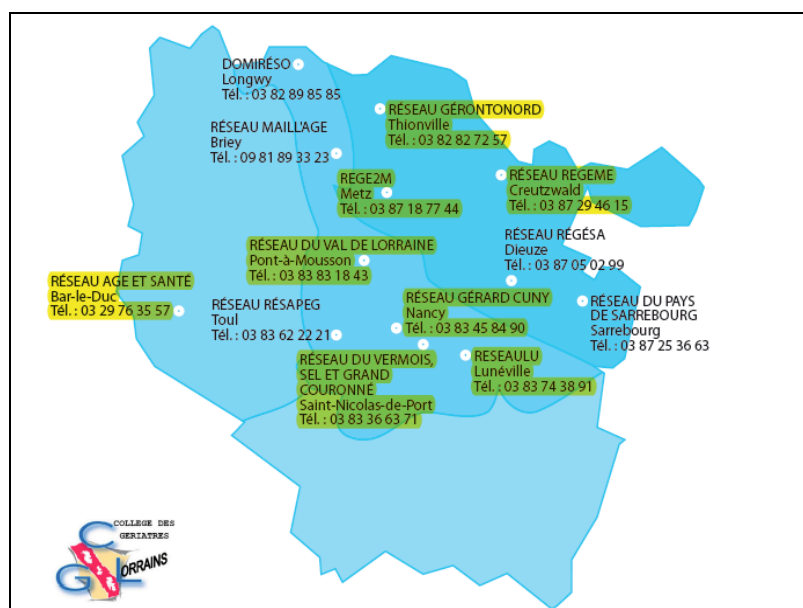 DOMIRÉSO
Longwy
Tél. : 03 82 89 85 85
RÉSEAU GÉRONTONORD
Thionville
Tél. : 03 82 82 72 57
RÉSEAU MAILL'AGE
Briey
Tél. : 09 81 89 33 23
REGE2M
Metz
Tél. : 03 87 18 77 44
RÉSEAU REGEME
Creutzwald
Tél. : 03 87 29 46 15
RÉSEAU REGÉSA
Dieuze
Tél. : 03 87 05 02 99
RÉSEAU DU VAL DE LORRAINE
Pont-à-Mousson
Tél. : 03 83 83 18 43
RÉSEAU AGE ET SANTÉ
Bar-le-Duc
Tél. : 03 29 76 35 57
RÉSEAU RÉSAPEG
Toul
Tél. : 03 83 62 22 21
RÉSEAU GÉRARD CUNY
Nancy
Tél. : 03 83 45 84 90
RÉSEAU DU PAYS
DE SARREBOURG
Sarrebourg
Tél. : 03 87 25 36 63
RÉSEAU DU VERMOIS,
SEL ET GRAND
COURONNÉ
Saint-Nicolas-de-Port
Tél. : 03 83 36 63 71
RESEAULU
Lunéville
Tél. : 03 83 74 38 91
COLLEGE DES
GERIATRES
LORRAINS
C
G L